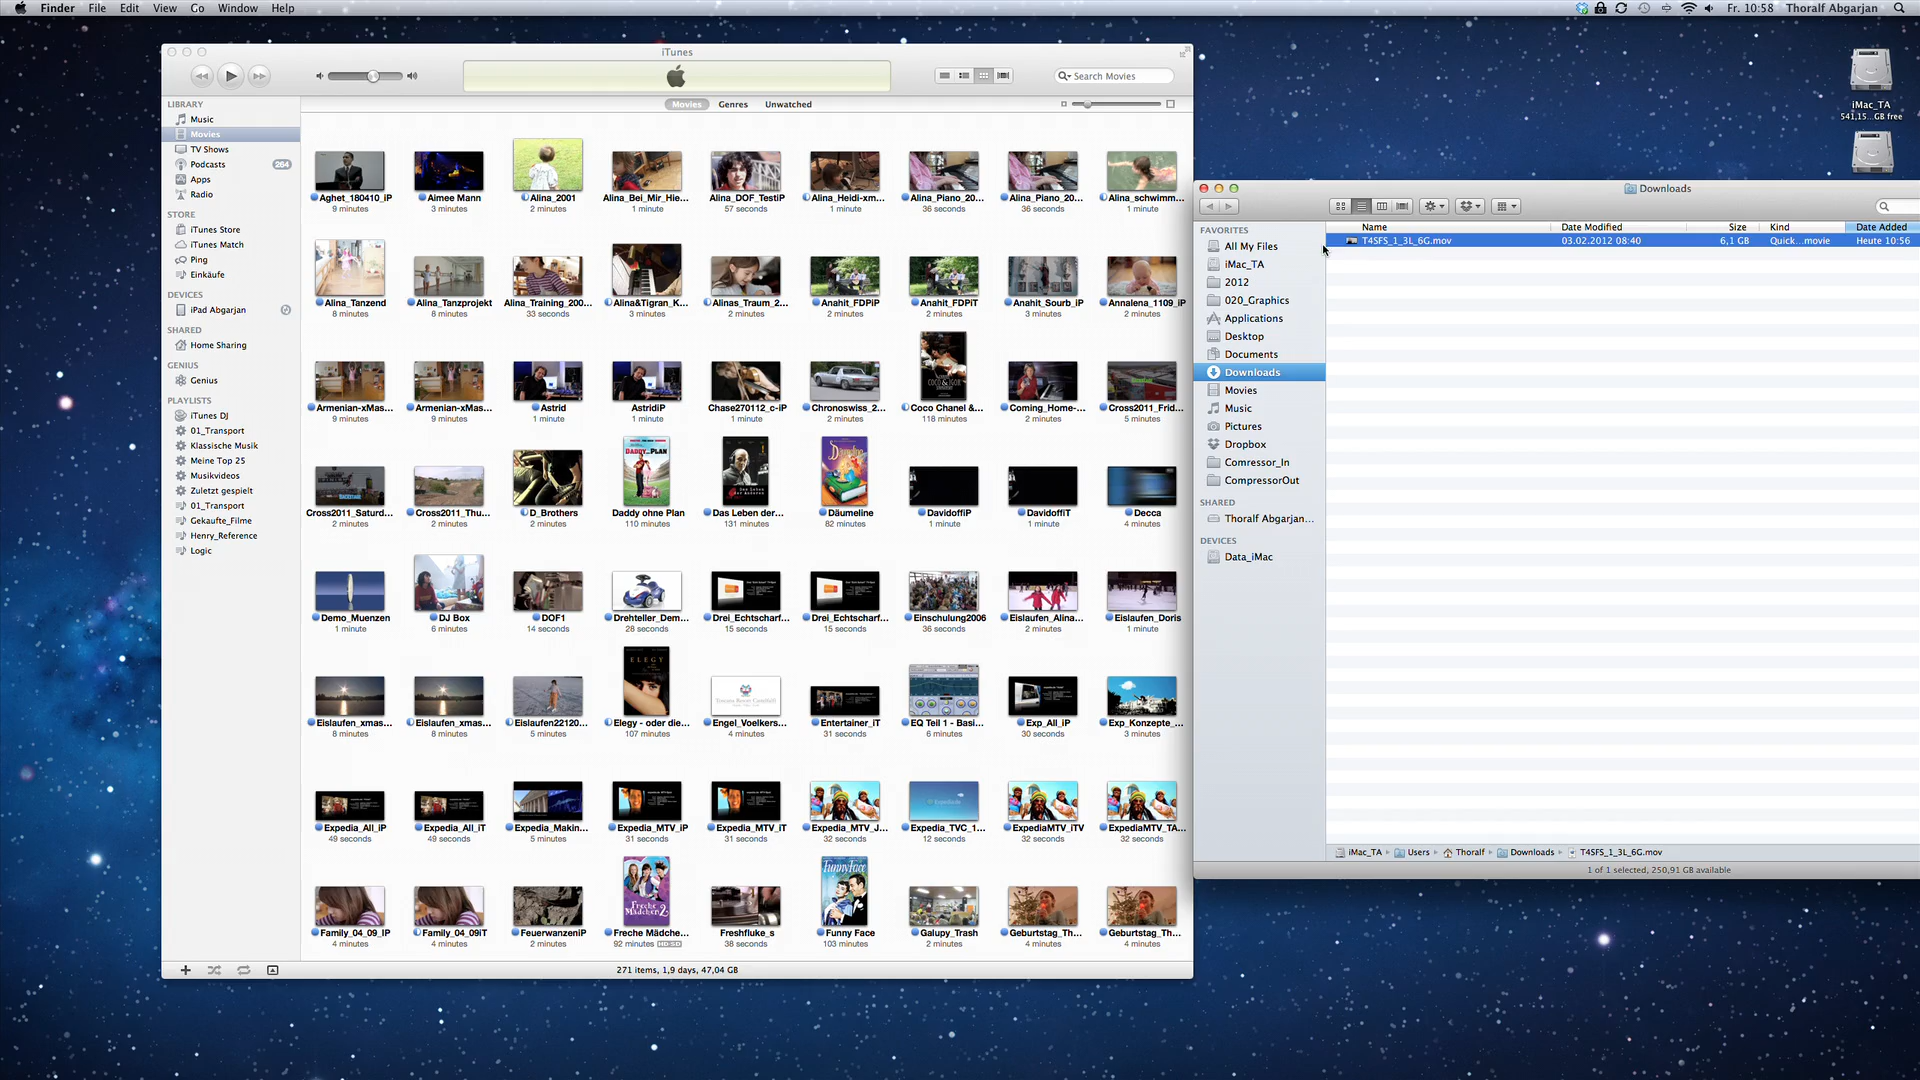 Finder File Edit View Go Window Help
Fr. 10:58 Thoralf Abgarjan
iTunes
Search Movies
Movies Genres Unwatched
LIBRARY
Music
Movies
TV Shows
Podcasts 264
Apps
Radio
STORE
iTunes Store
iTunes Match
Ping
Einkäufe
DEVICES
iPad Abgarjan
SHARED
Home Sharing
GENIUS
Genius
PLAYLISTS
iTunes DJ
01_Transport
Klassische Musik
Meine Top 25
Musikvideos
Zuletzt gespielt
01_Transport
Gekaufte_Filme
Henry_Reference
Logic
Aghet_180410_iP Aimee Mann Alina_2001 Alina_Bei_Mir_Hie... Alina_DOF_TestiP Alina_Heidi-xm... Alina_Piano_20... Alina_Piano_20... Alina_schwimm...
9 minutes 3 minutes 2 minutes 1 minute 57 seconds 1 minute 36 seconds 36 seconds 1 minute
Alina_Tanzend Alina_Tanzprojekt Alina_Training_200... Alina&Tigran_K... Alinas_Traum_2... Anahit_FDPiP Anahit_FDPiT Anahit_Sourb_iP Annalena_1109_iP
8 minutes 8 minutes 33 seconds 3 minutes 2 minutes 2 minutes 2 minutes 3 minutes 2 minutes
Armenian-xMas... Armenian-xMas... Astrid AstridiP Chase270112_c-iP Chronoswiss_2... Coco Chanel &... Coming_Home-... Cross2011_Frid...
9 minutes 9 minutes 1 minute 1 minute 1 minute 2 minutes 118 minutes 2 minutes 5 minutes
Cross2011_Saturd... Cross2011_Thu... D_Brothers Daddy ohne Plan Das Leben der... Däumeline DavidoffiP DavidoffiT Decca
2 minutes 2 minutes 2 minutes 110 minutes 131 minutes 82 minutes 1 minute 1 minute 4 minutes
Demo_Muenzen DJ Box DOF1 Drehteller_Dem... Drei_Echtscharf... Drei_Echtscharf... Einschulung2006 Eislaufen_Alina... Eislaufen_Doris
1 minute 6 minutes 14 seconds 28 seconds 15 seconds 15 seconds 36 seconds 2 minutes 1 minute
ELEGY
Eislaufen_xmas... Eislaufen_xmas... Eislaufen22120... Elegy - oder die... Engel_Voelkers... Entertainer_iT EQ Teil 1 - Basi... Exp_All_iP Exp_Konzepte_...
8 minutes 8 minutes 5 minutes 107 minutes 4 minutes 31 seconds 6 minutes 30 seconds 3 minutes
Expedia_All_iP Expedia_All_iT Expedia_Makin... Expedia_MTV_iP Expedia_MTV_iT Expedia_MTV_J... Expedia_TVC_1... ExpediaMTV_iTV ExpediaMTV_TA...
49 seconds 49 seconds 5 minutes 31 seconds 31 seconds 32 seconds 12 seconds 32 seconds 32 seconds
Family_04_09_IP Family_04_09iT FeuerwanzeniP Freche Mädche... Freshfluke_s Funny Face Galupy_Trash Geburtstag_Th... Geburtstag_Th...
4 minutes 4 minutes 2 minutes 92 minutes HD-SD 38 seconds 103 minutes 2 minutes 4 minutes 4 minutes
271 items, 1,9 days, 47,04 GB
iMac_TA
541,15...GB free
Downloads
FAVORITES
All My Files
iMac_TA
2012
020_Graphics
Applications
Desktop
Documents
Downloads
Movies
Music
Pictures
Dropbox
Comressor_In
CompressorOut
SHARED
Thoralf Abgarjan...
DEVICES
Data_iMac
Name Date Modified Size Kind Date Added
T4SFS_1_3L_6G.mov 03.02.2012 08:40 6,1 GB Quick...movie Heute 10:56
iMac_TA Users Thoralf Downloads T4SFS_1_3L_6G.mov
1 of 1 selected, 250,91 GB available